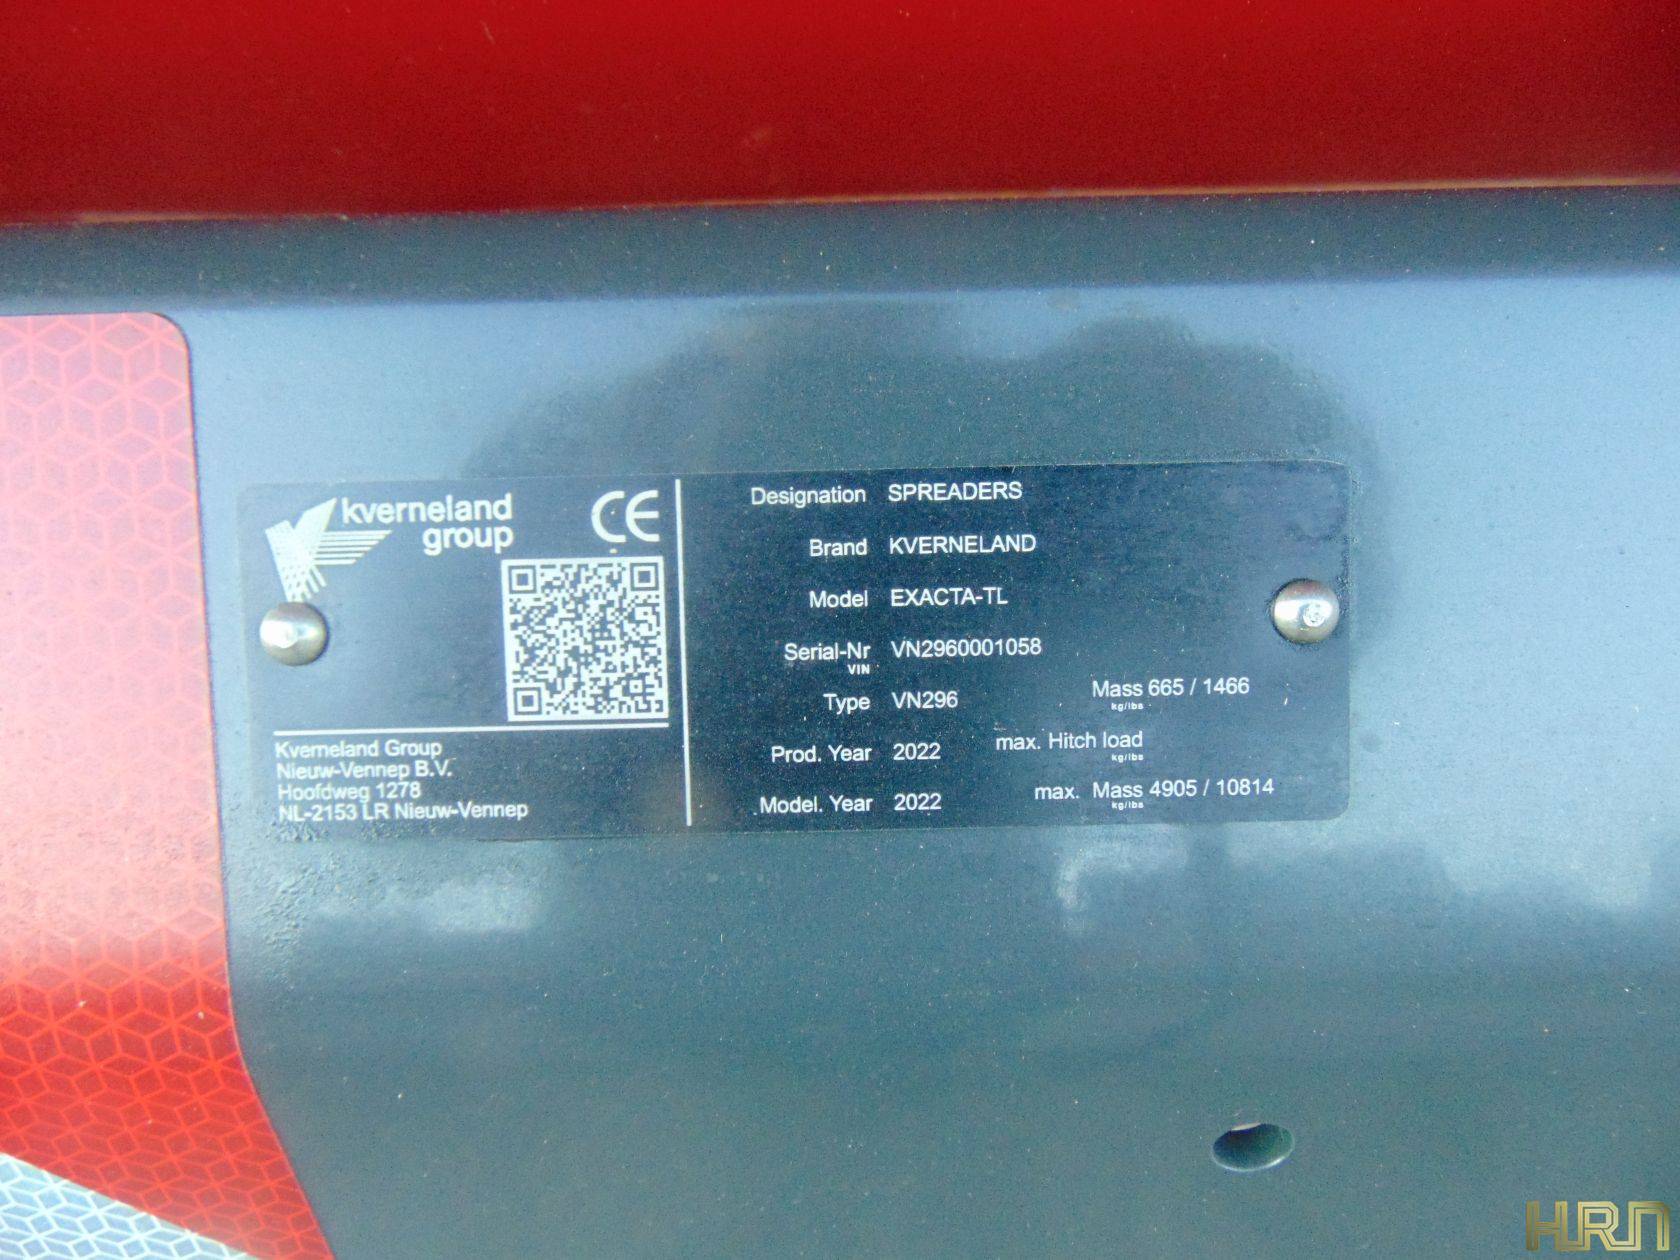 kverneland
group
CE
Kverneland Group
Nieuw-Vennep B.V.
Hoofdweg 1278
NL-2153 LR Nieuw-Vennep
Designation SPREADERS
Brand KVERNELAND
Model EXACTA-TL
Serial-Nr VN2960001058
VIN
Type VN296 Mass 665 / 1466
kg/lbs
Prod. Year 2022 max. Hitch load
kg/lbs
Model. Year 2022 max. Mass 4905 / 10814
kg/lbs
HRN